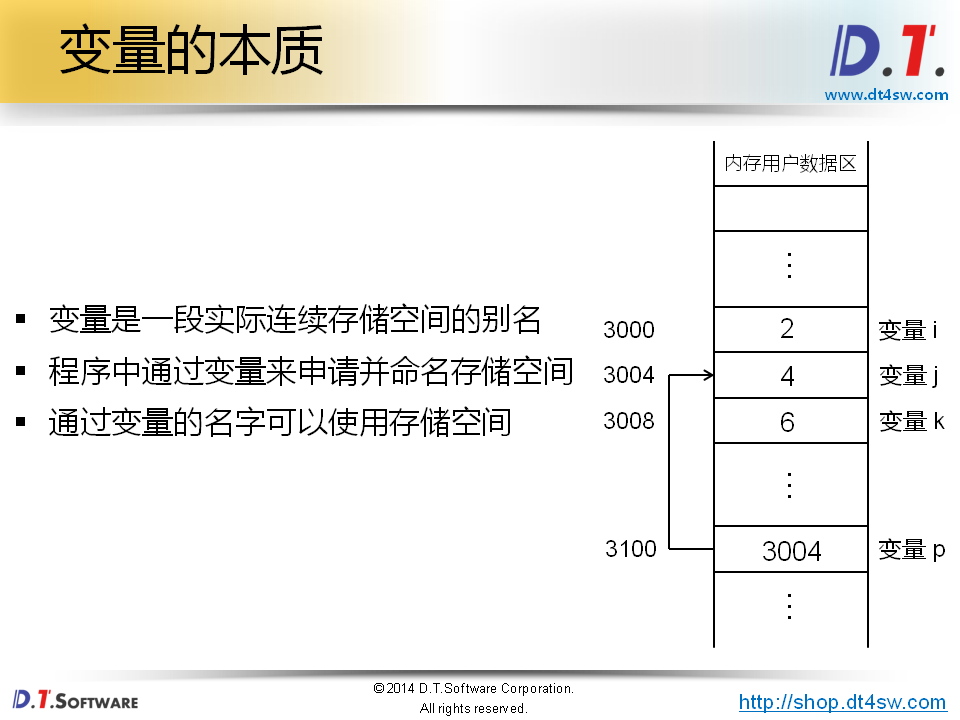 变量的本质
D.T.
www.dt4sw.com
内存用户数据区
⋮
▪ 变量是一段实际连续存储空间的别名
▪ 程序中通过变量来申请并命名存储空间
▪ 通过变量的名字可以使用存储空间
3000 2 变量 i
3004 4 变量 j
3008 6 变量 k
⋮
3100 3004 变量 p
⋮
D.T.SOFTWARE
©2014 D.T.Software Corporation.
All rights reserved.
http://shop.dt4sw.com